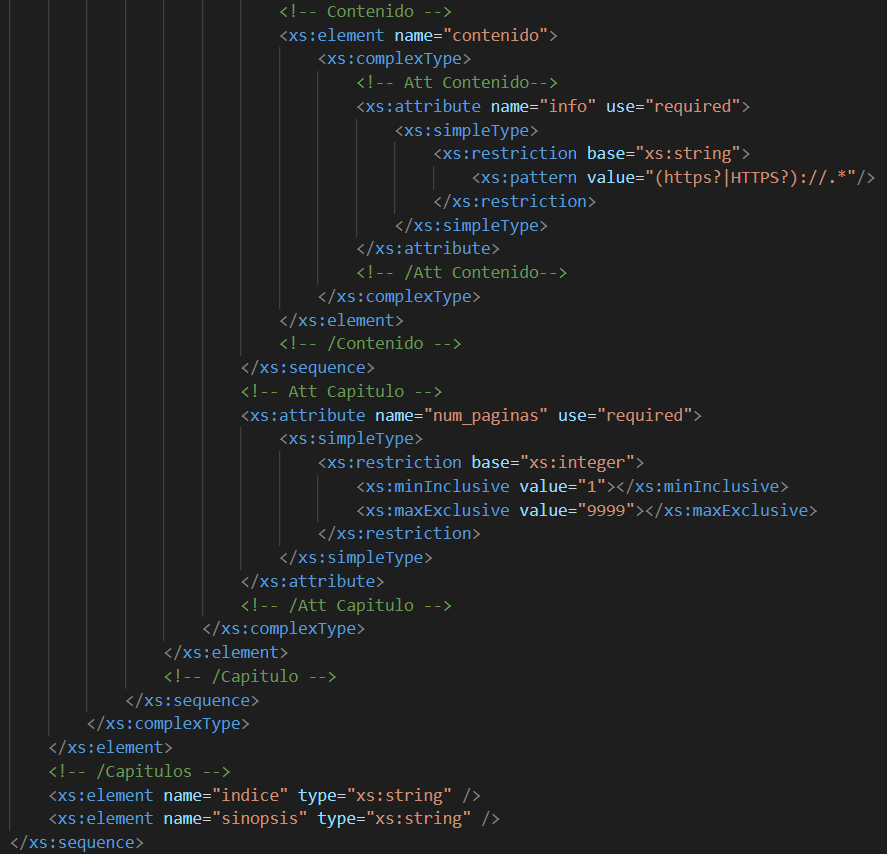 <!-- Contenido -->
<xs:element name="contenido">
<xs:complexType>
<!-- Att Contenido-->
<xs:attribute name="info" use="required">
<xs:simpleType>
<xs:restriction base="xs:string">
<xs:pattern value="(https?|HTTPS?)://.*"/>
</xs:restriction>
</xs:simpleType>
</xs:attribute>
<!-- /Att Contenido-->
</xs:complexType>
</xs:element>
<!-- /Contenido -->
</xs:sequence>
<!-- Att Capitulo -->
<xs:attribute name="num_paginas" use="required">
<xs:simpleType>
<xs:restriction base="xs:integer">
<xs:minInclusive value="1"></xs:minInclusive>
<xs:maxExclusive value="9999"></xs:maxExclusive>
</xs:restriction>
</xs:simpleType>
</xs:attribute>
<!-- /Att Capitulo -->
</xs:complexType>
</xs:element>
<!-- /Capitulo -->
</xs:sequence>
</xs:complexType>
</xs:element>
<!-- /Capitulos -->
<xs:element name="indice" type="xs:string" />
<xs:element name="sinopsis" type="xs:string" />
</xs:sequence>